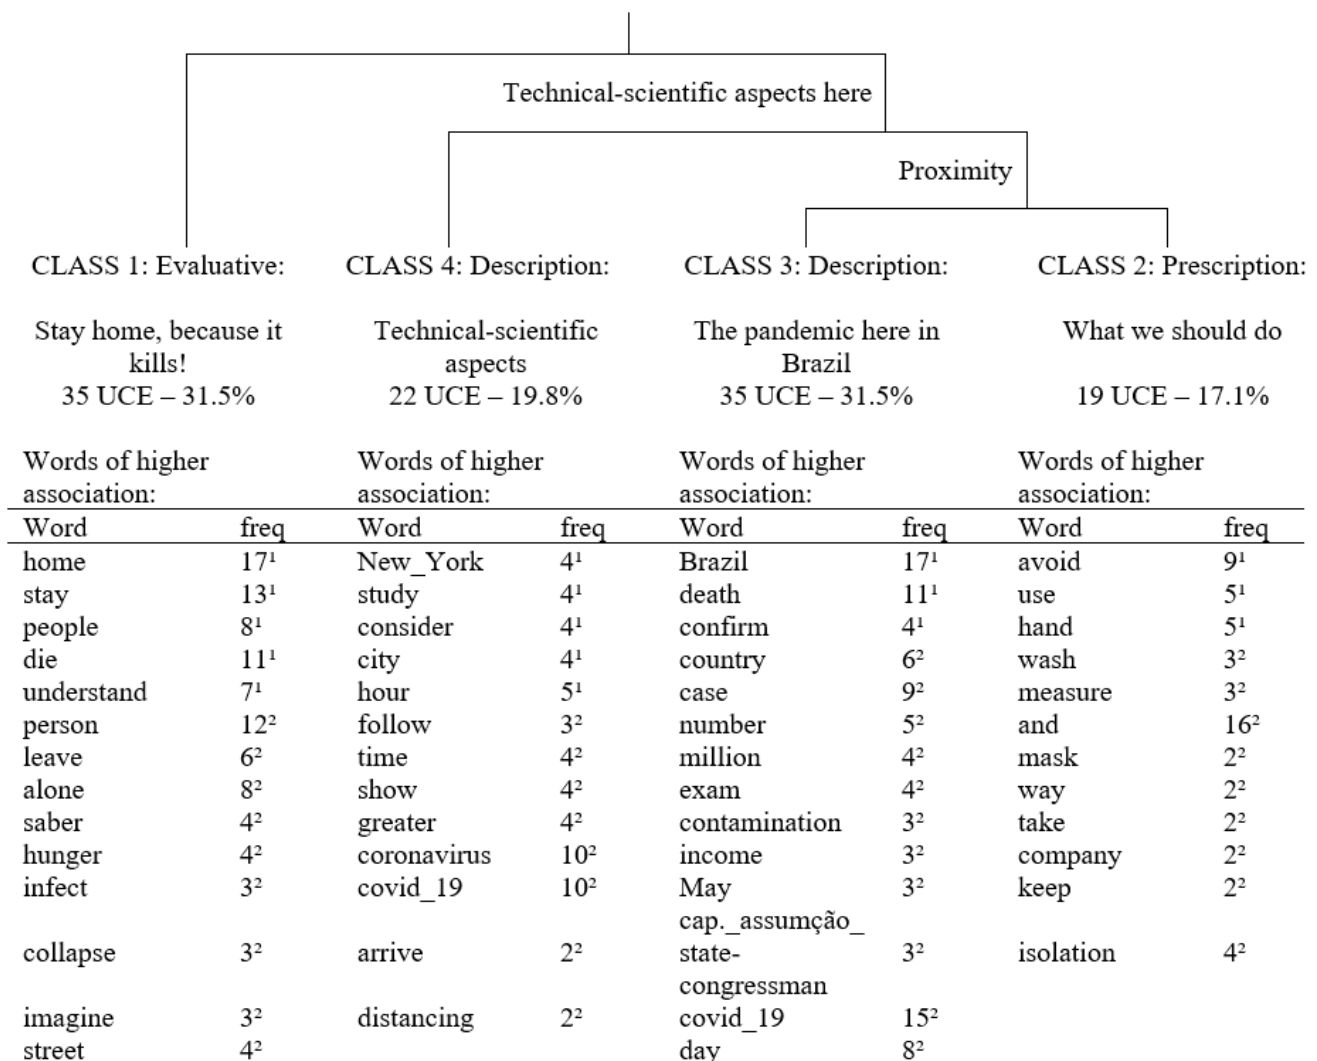 Technical-scientific aspects here
Proximity
CLASS 1: Evaluative: CLASS 4: Description: CLASS 3: Description: CLASS 2: Prescription:
Stay home, because it Technical-scientific The pandemic here in What we should do
kills! aspects Brazil
35 UCE – 31.5% 22 UCE – 19.8% 35 UCE – 31.5% 19 UCE – 17.1%
Words of higher Words of higher Words of higher Words of higher
association: association: association: association:
Word freq Word freq Word freq Word freq
home 17¹ New_York 4¹ Brazil 17¹ avoid 9¹
stay 13¹ study 4¹ death 11¹ use 5¹
people 8¹ consider 4¹ confirm 4¹ hand 5¹
die 11¹ city 4¹ country 6² wash 3²
understand 7¹ hour 5¹ case 9² measure 3²
person 12² follow 3² number 5² and 16²
leave 6² time 4² million 4² mask 2²
alone 8² show 4² exam 4² way 2²
saber 4² greater 4² contamination 3² take 2²
hunger 4² coronavirus 10² income 3² company 2²
infect 3² covid_19 10² May 3² keep 2²
cap._assumção_
collapse 3² arrive 2² state- 3² isolation 4²
congressman
imagine 3² distancing 2² covid_19 15²
street 4² day 8²